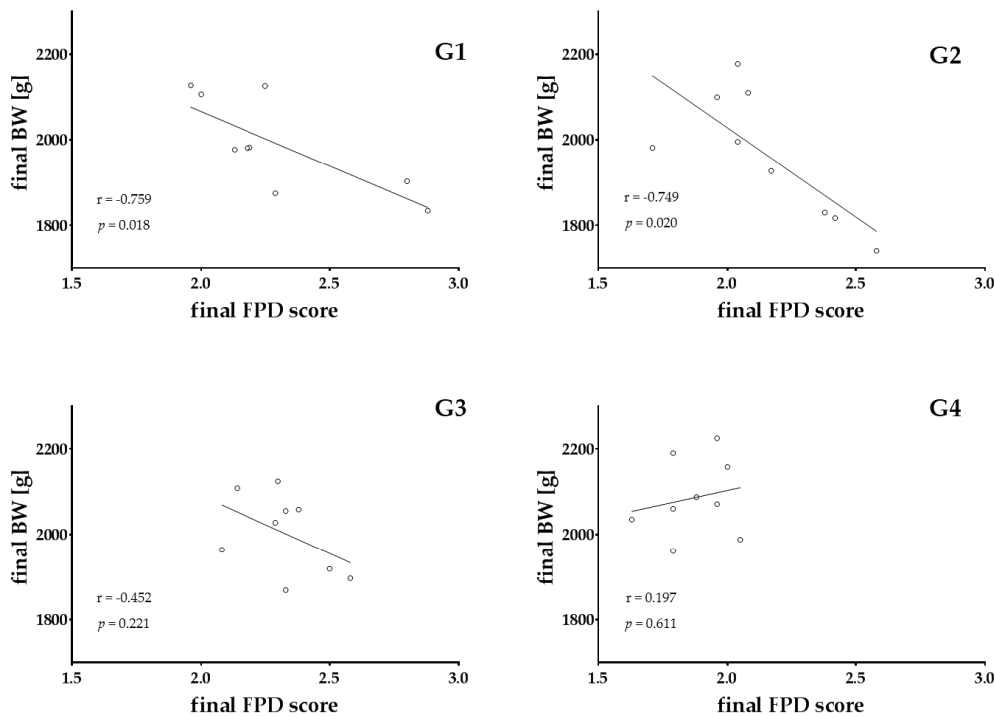 G1
final BW [g]
2200
2000
1800
r = -0.759
p = 0.018
1.5 2.0 2.5 3.0
final FPD score
G2
final BW [g]
2200
2000
1800
r = -0.749
p = 0.020
1.5 2.0 2.5 3.0
final FPD score
G3
final BW [g]
2200
2000
1800
r = -0.452
p = 0.221
1.5 2.0 2.5 3.0
final FPD score
G4
final BW [g]
2200
2000
1800
r = 0.197
p = 0.611
1.5 2.0 2.5 3.0
final FPD score